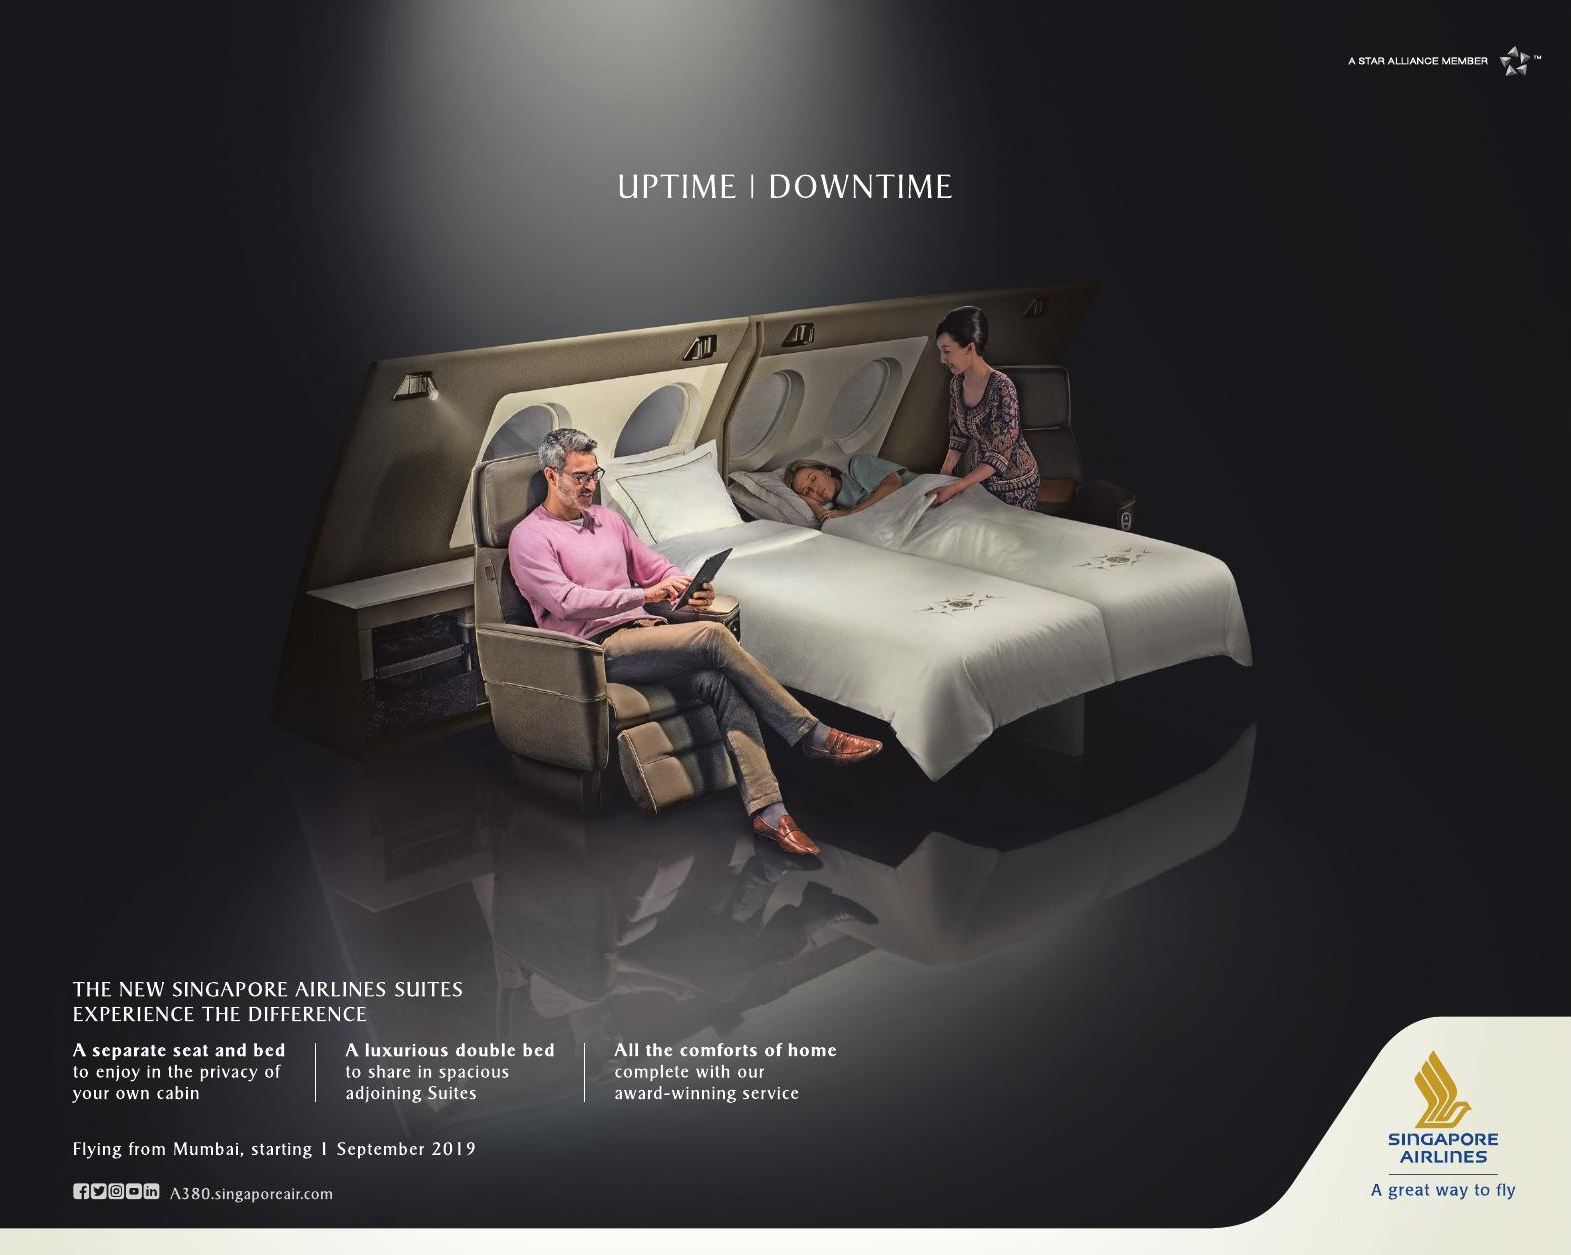 A STAR ALLIANCE MEMBER ™
UPTIME | DOWNTIME
THE NEW SINGAPORE AIRLINES SUITES
EXPERIENCE THE DIFFERENCE
A separate seat and bed
to enjoy in the privacy of
your own cabin
A luxurious double bed
to share in spacious
adjoining Suites
All the comforts of home
complete with our
award-winning service
Flying from Mumbai, starting 1 September 2019
A380.singaporeair.com
SINGAPORE
AIRLINES
A great way to fly